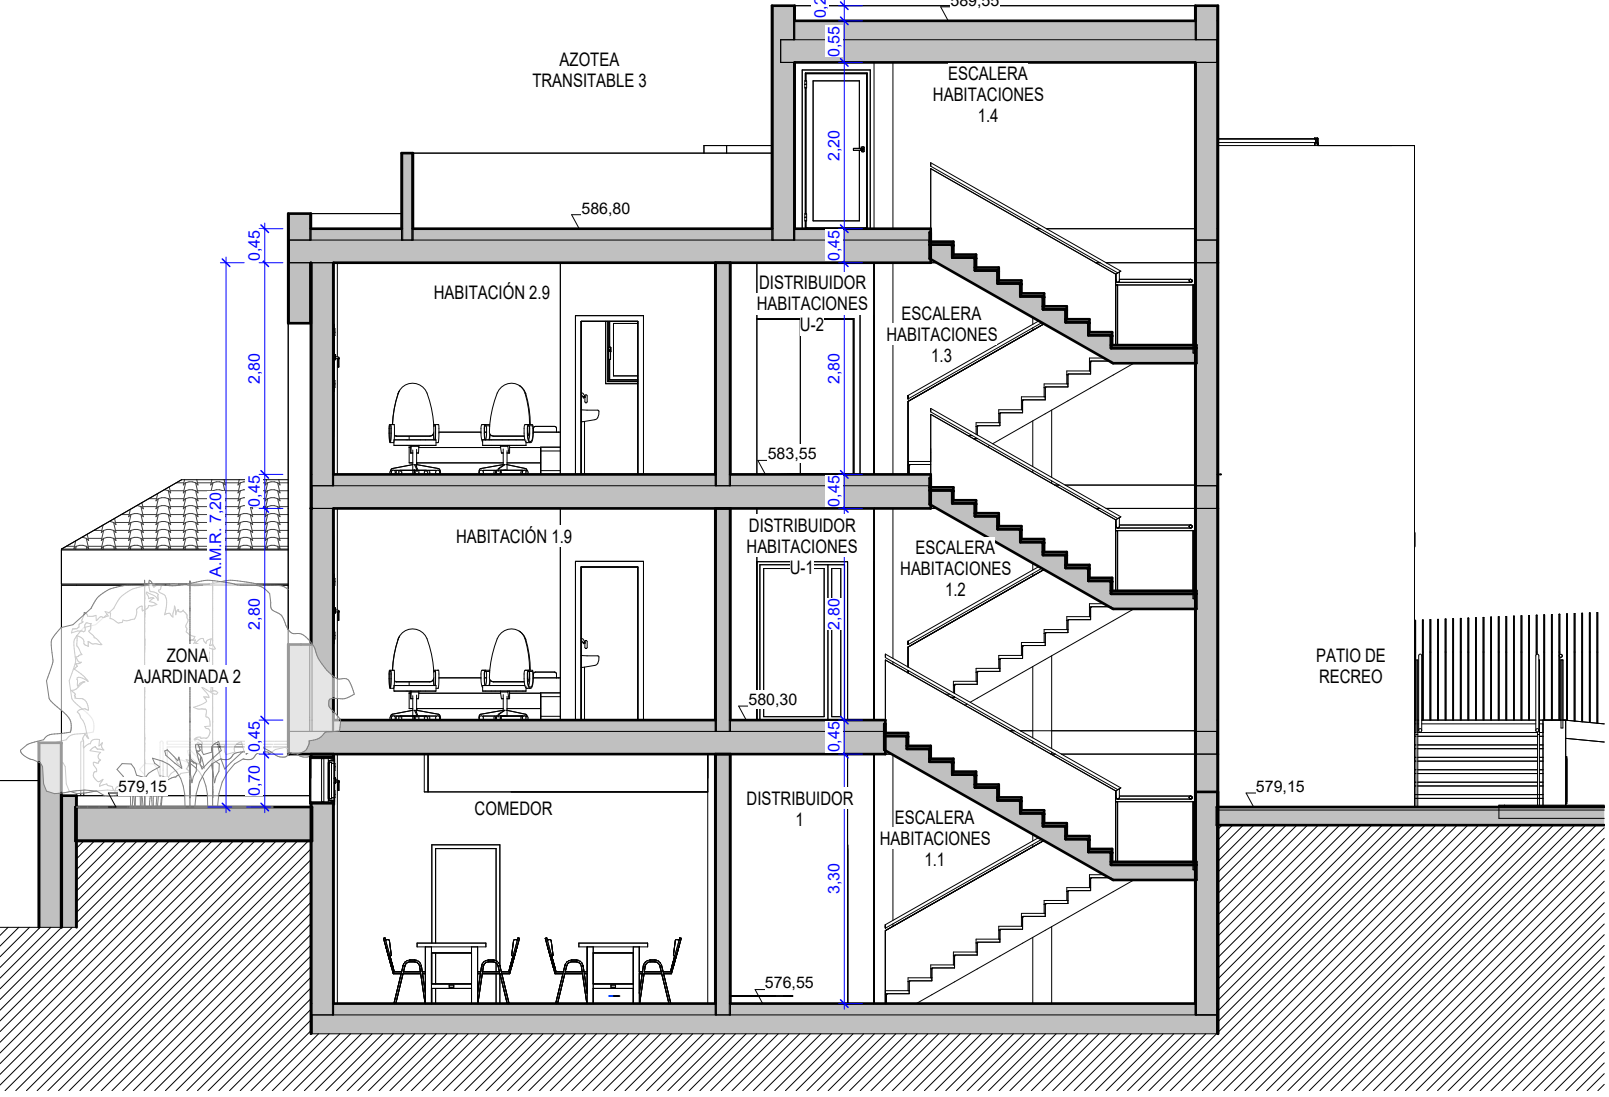 589,55
0,55
AZOTEA
TRANSITABLE 3
ESCALERA
HABITACIONES
1.4
2,20
586,80
0,45
0,45
HABITACIÓN 2.9
DISTRIBUIDOR
HABITACIONES
U-2
ESCALERA
HABITACIONES
1.3
2,80
2,80
583,55
0,45
0,45
A.M.R. 7,20
HABITACIÓN 1.9
DISTRIBUIDOR
HABITACIONES
U-1
ESCALERA
HABITACIONES
1.2
2,80
2,80
ZONA
AJARDINADA 2
PATIO DE
RECREO
580,30
0,45
0,45
0,70
579,15
579,15
COMEDOR
DISTRIBUIDOR
1
ESCALERA
HABITACIONES
1.1
3,30
576,55